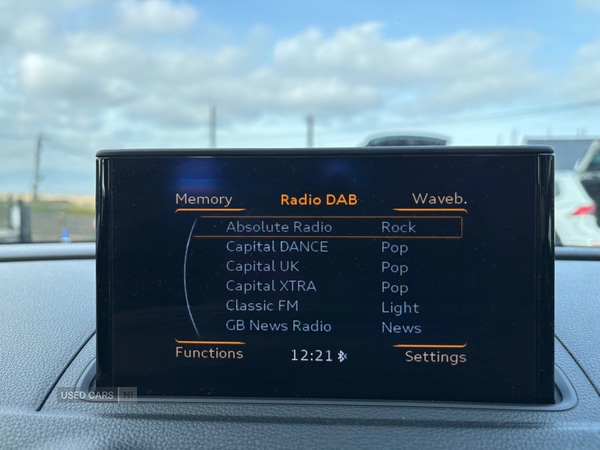 Memory Radio DAB Waveb.
Absolute Radio Rock
Capital DANCE Pop
Capital UK Pop
Capital XTRA Pop
Classic FM Light
GB News Radio News
Functions 12:21 Settings
USED CARS NI